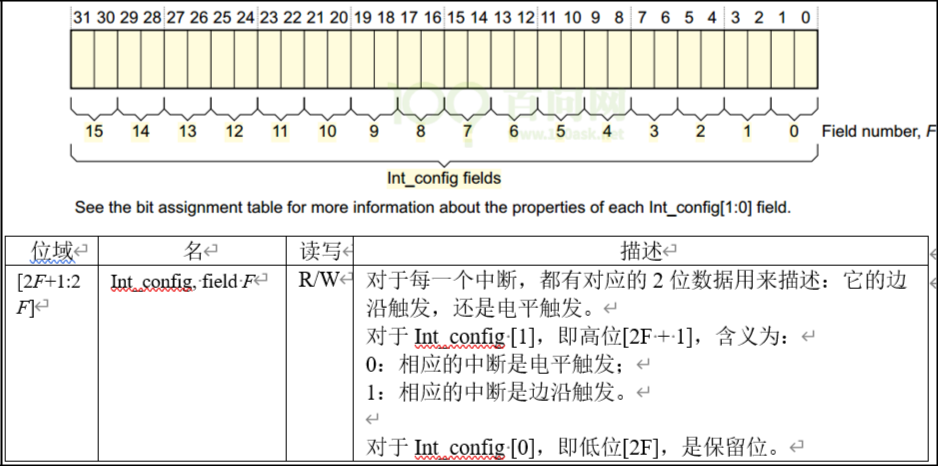 31 30 29 28 27 26 25 24 23 22 21 20 19 18 17 16 15 14 13 12 11 10 9 8 7 6 5 4 3 2 1 0
百问网
www.100ask.net
15 14 13 12 11 10 9 8 7 6 5 4 3 2 1 0 Field number, F
Int_config fields
See the bit assignment table for more information about the properties of each Int_config[1:0] field.
位域 名 读写 描述
[2F+1:2
F]
Int_config, field F
R/W
对于每一个中断，都有对应的 2 位数据用来描述：它的边
沿触发，还是电平触发。
对于 Int_config [1]，即高位[2F + 1]，含义为：
0：相应的中断是电平触发；
1：相应的中断是边沿触发。
对于 Int_config [0]，即低位[2F]，是保留位。